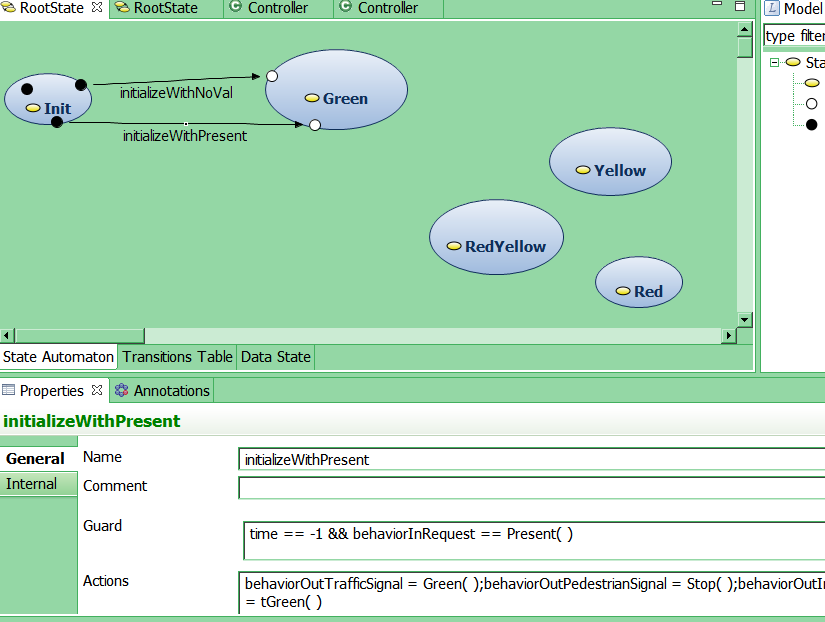 RootState RootState Controller Controller Model
type filter
Sta
initializeWithNoVal
Init
Green
initializeWithPresent
Yellow
RedYellow
Red
State Automaton Transitions Table Data State
Properties Annotations
initializeWithPresent
General
Internal
Name initializeWithPresent
Comment
Guard time == -1 && behaviorInRequest == Present( )
Actions behaviorOutTrafficSignal = Green( );behaviorOutPedestrianSignal = Stop( );behaviorOutIn
= tGreen( )